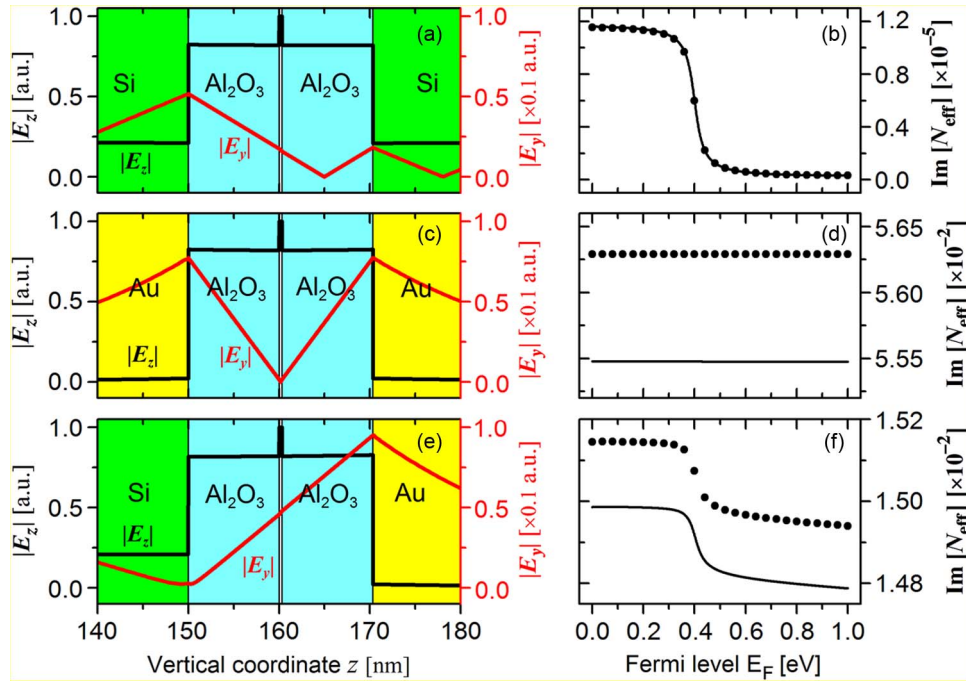 1.0
0.5
0.0
|Ez| [a.u.]
(a)
Si
Al2O3
Al2O3
Si
|Ez|
|Ey|
1.0
0.5
0.0
|Ey| [×0.1 a.u.]
(b)
1.2
0.8
0.4
0.0
Im [Neff] [×10⁻⁵]
1.0
0.5
0.0
|Ez| [a.u.]
(c)
Au
Al2O3
Al2O3
Au
|Ez|
|Ey|
1.0
0.5
0.0
|Ey| [×0.1 a.u.]
(d)
5.65
5.60
5.55
Im [Neff] [×10⁻²]
1.0
0.5
0.0
|Ez| [a.u.]
(e)
Si
Al2O3
Al2O3
Au
|Ez|
|Ey|
1.0
0.5
0.0
|Ey| [×0.1 a.u.]
(f)
1.52
1.50
1.48
Im [Neff] [×10⁻²]
140 150 160 170 180
Vertical coordinate z [nm]
0.0 0.2 0.4 0.6 0.8 1.0
Fermi level EF [eV]